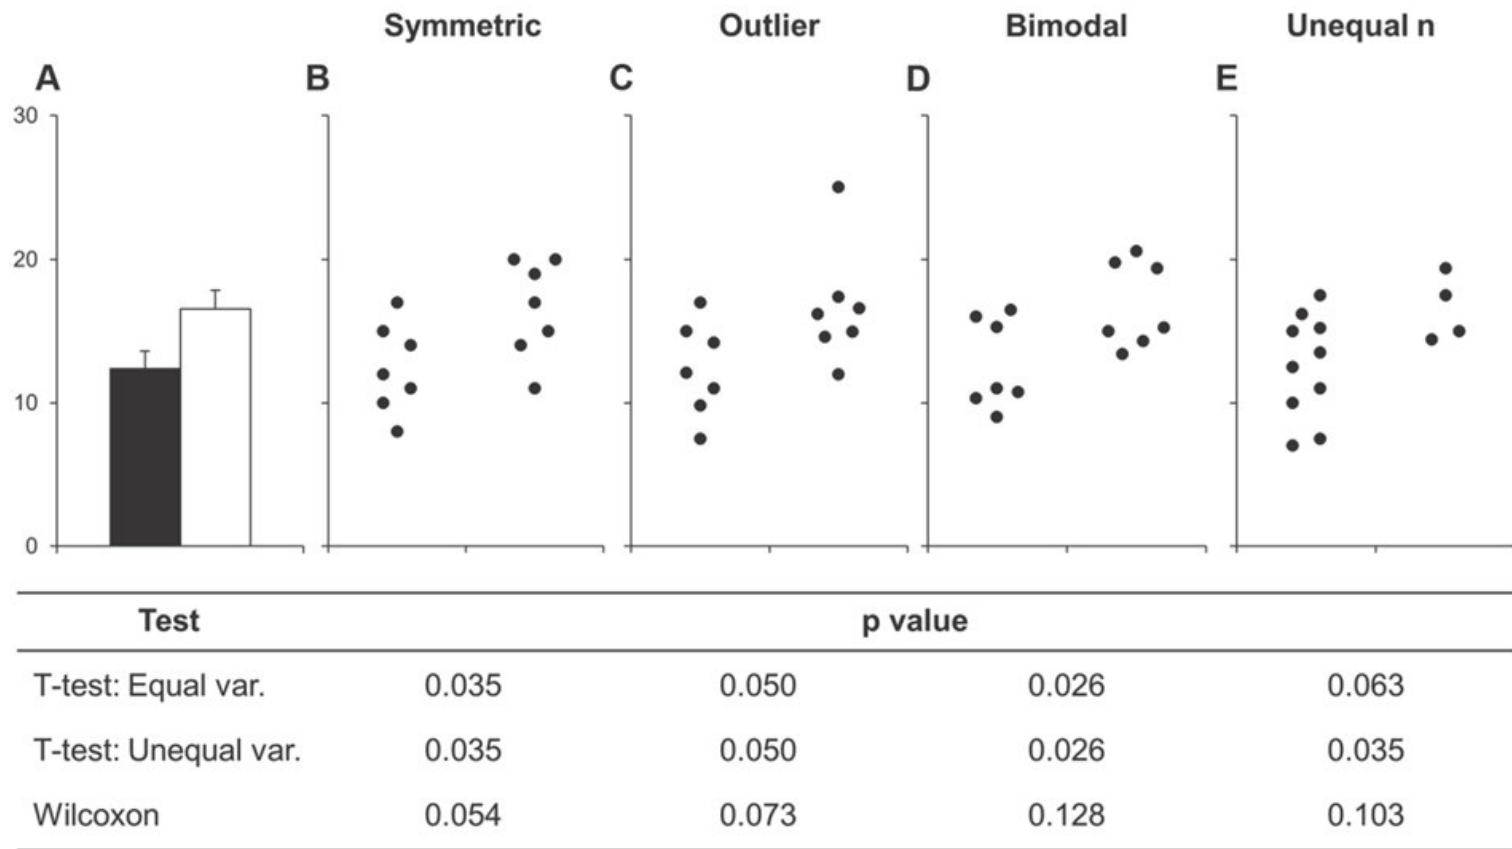 Symmetric Outlier Bimodal Unequal n
A B C D E
30
20
10
0
Test p value
T-test: Equal var. 0.035 0.050 0.026 0.063
T-test: Unequal var. 0.035 0.050 0.026 0.035
Wilcoxon 0.054 0.073 0.128 0.103